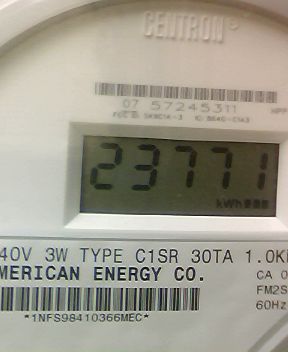 CENTRON®
07 57245311
23771
kWh
40V 3W TYPE C1SR 30TA 1.0K
MERICAN ENERGY CO.
CA 0
FM2S
60Hz
*1NFS98410366MEC*